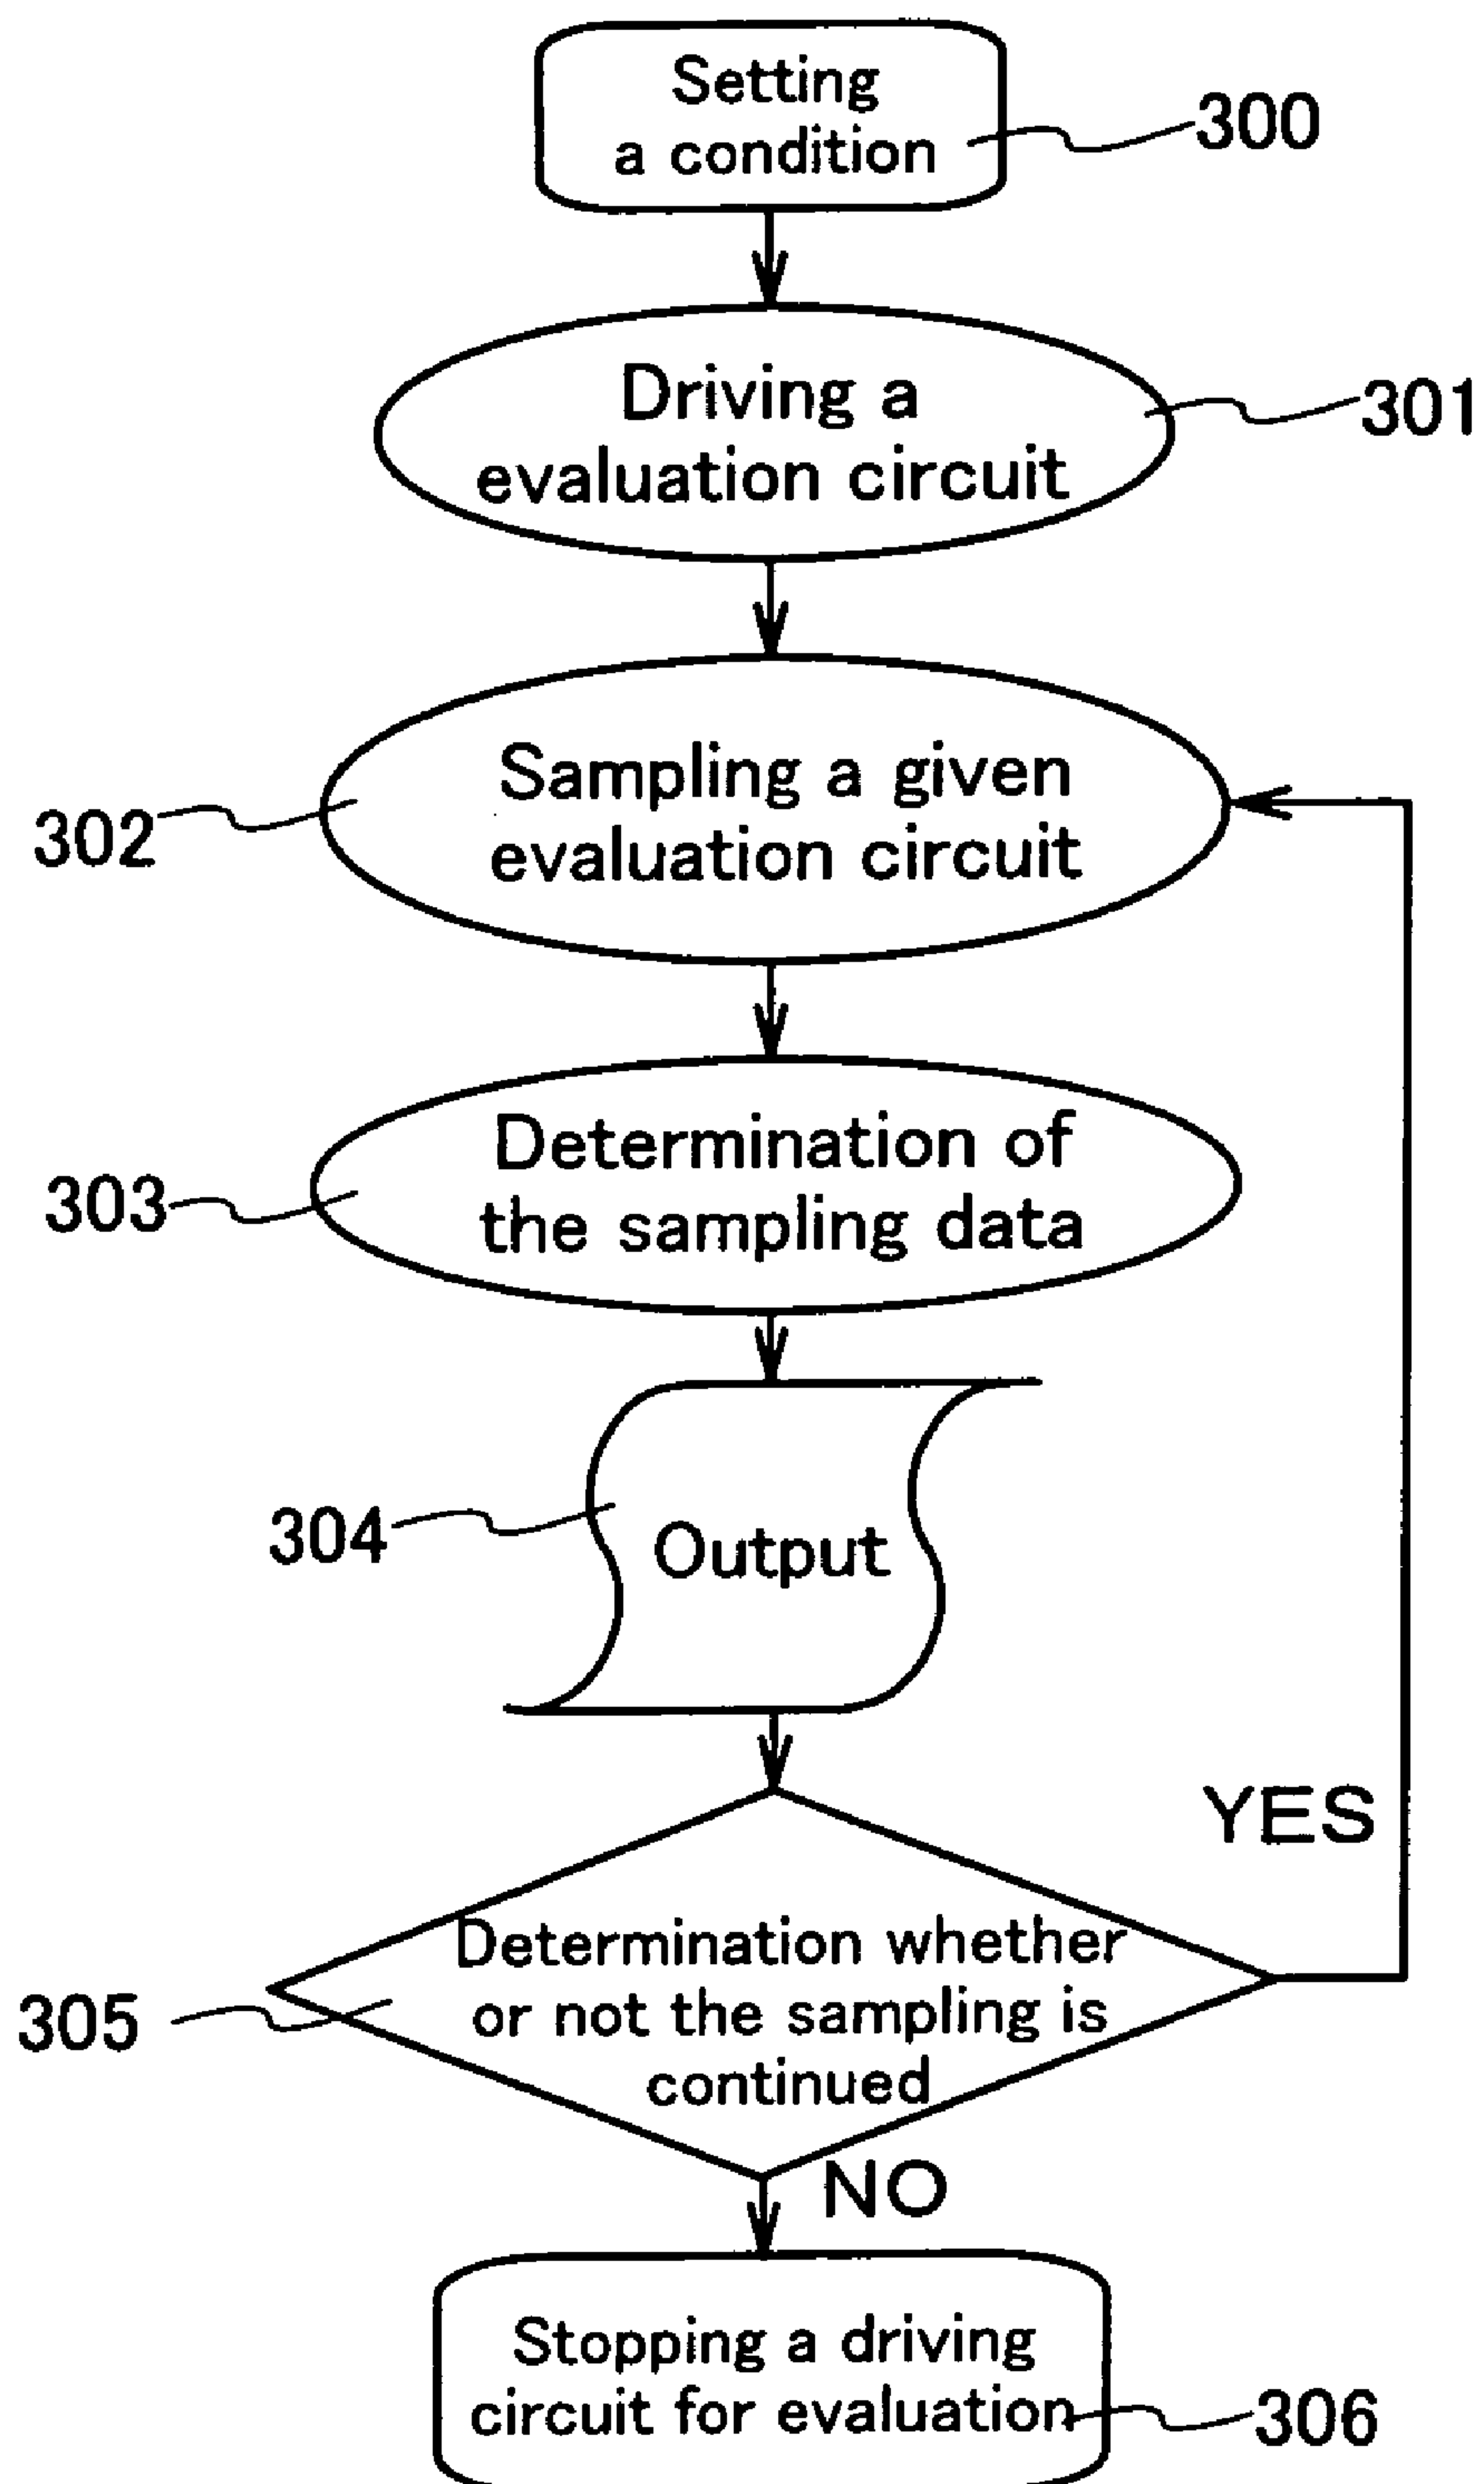 Setting
a condition
300
Driving a
evaluation circuit
301
Sampling a given
evaluation circuit
302
Determination of
the sampling data
303
Output
304
YES
Determination whether
or not the sampling is
continued
305
NO
Stopping a driving
circuit for evaluation
306